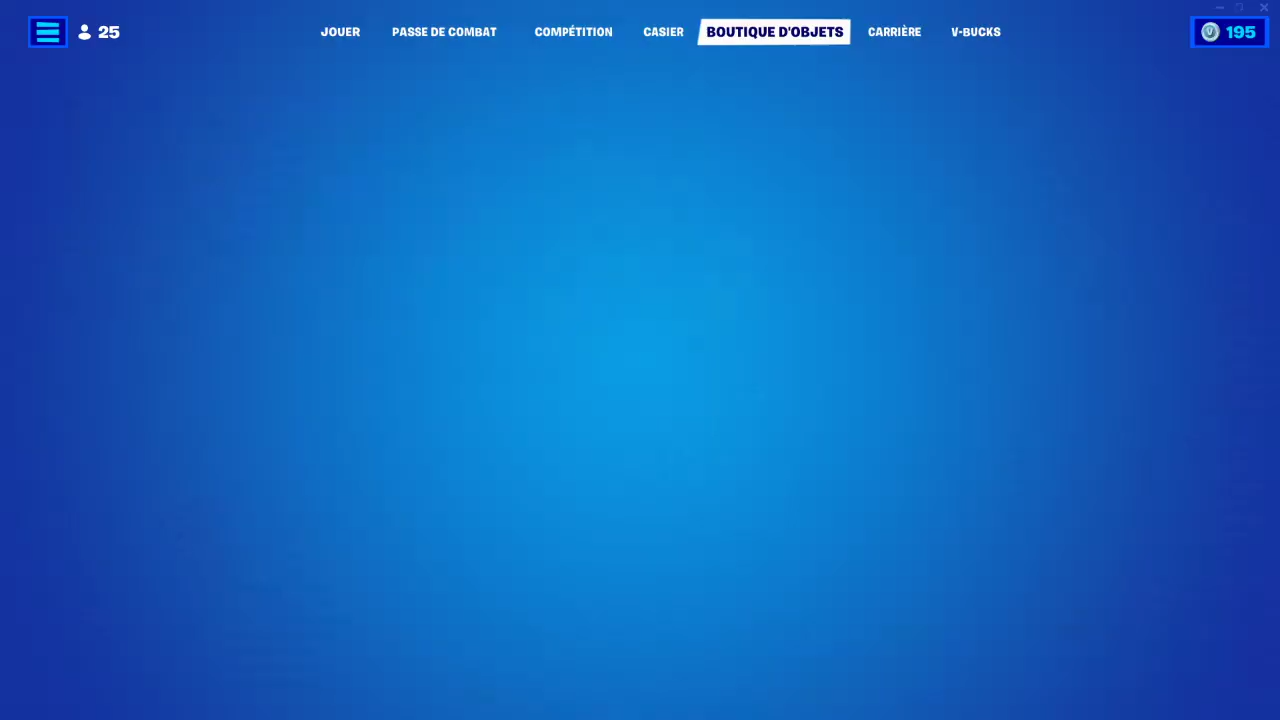 25 JOUER PASSE DE COMBAT COMPÉTITION CASIER BOUTIQUE D'OBJETS CARRIÈRE V-BUCKS 195